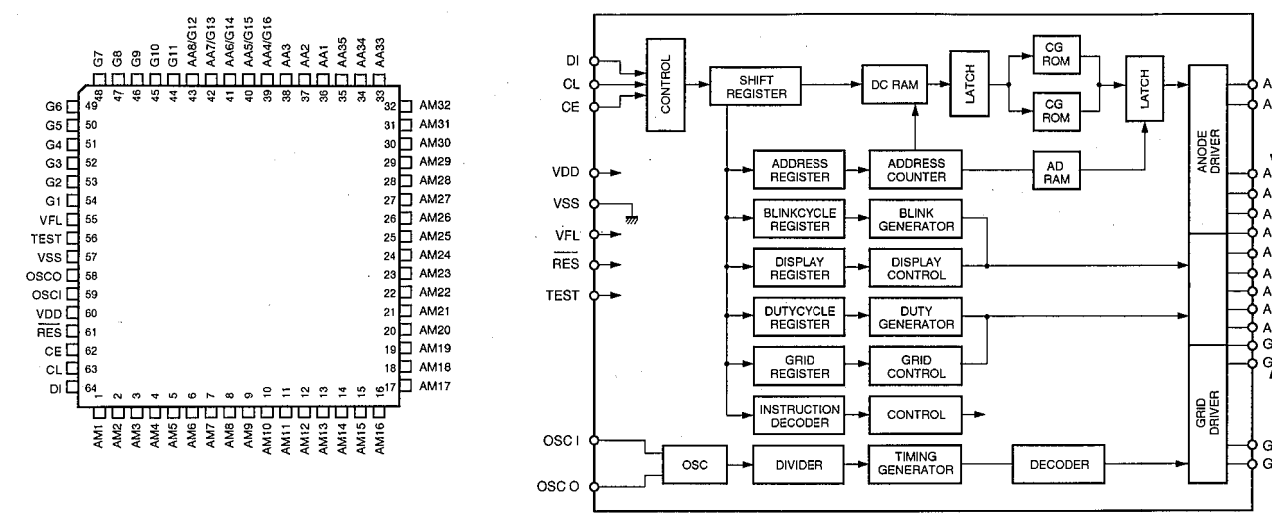 G7
G8
G9
G10
G11
AA8/G12
AA7/G13
AA6/G14
AA5/G15
AA4/G16
AA3
AA2
AA1
AA35
AA34
AA33
48
47
46
45
44
43
42
41
40
39
38
37
36
35
34
33
G6 49
G5 50
G4 51
G3 52
G2 53
G1 54
VFL 55
TEST 56
VSS 57
OSCO 58
OSCI 59
VDD 60
RES 61
CE 62
CL 63
DI 64
32 AM32
31 AM31
30 AM30
29 AM29
28 AM28
27 AM27
26 AM26
25 AM25
24 AM24
23 AM23
22 AM22
21 AM21
20 AM20
19 AM19
18 AM18
17 AM17
1
2
3
4
5
6
7
8
9
10
11
12
13
14
15
16
AM1
AM2
AM3
AM4
AM5
AM6
AM7
AM8
AM9
AM10
AM11
AM12
AM13
AM14
AM15
AM16
DI
CL
CE
VDD
VSS
VFL
RES
TEST
OSC I
OSC O
CONTROL
SHIFT
REGISTER
DC RAM
LATCH
CG
ROM
CG
ROM
LATCH
ADDRESS
REGISTER
ADDRESS
COUNTER
AD
RAM
BLINKCYCLE
REGISTER
BLINK
GENERATOR
DISPLAY
REGISTER
DISPLAY
CONTROL
DUTYCYCLE
REGISTER
DUTY
GENERATOR
GRID
REGISTER
GRID
CONTROL
INSTRUCTION
DECODER
CONTROL
OSC
DIVIDER
TIMING
GENERATOR
DECODER
ANODE
DRIVER
GRID
DRIVER
A
A
A
A
A
A
A
A
A
A
A
G
G
G
G